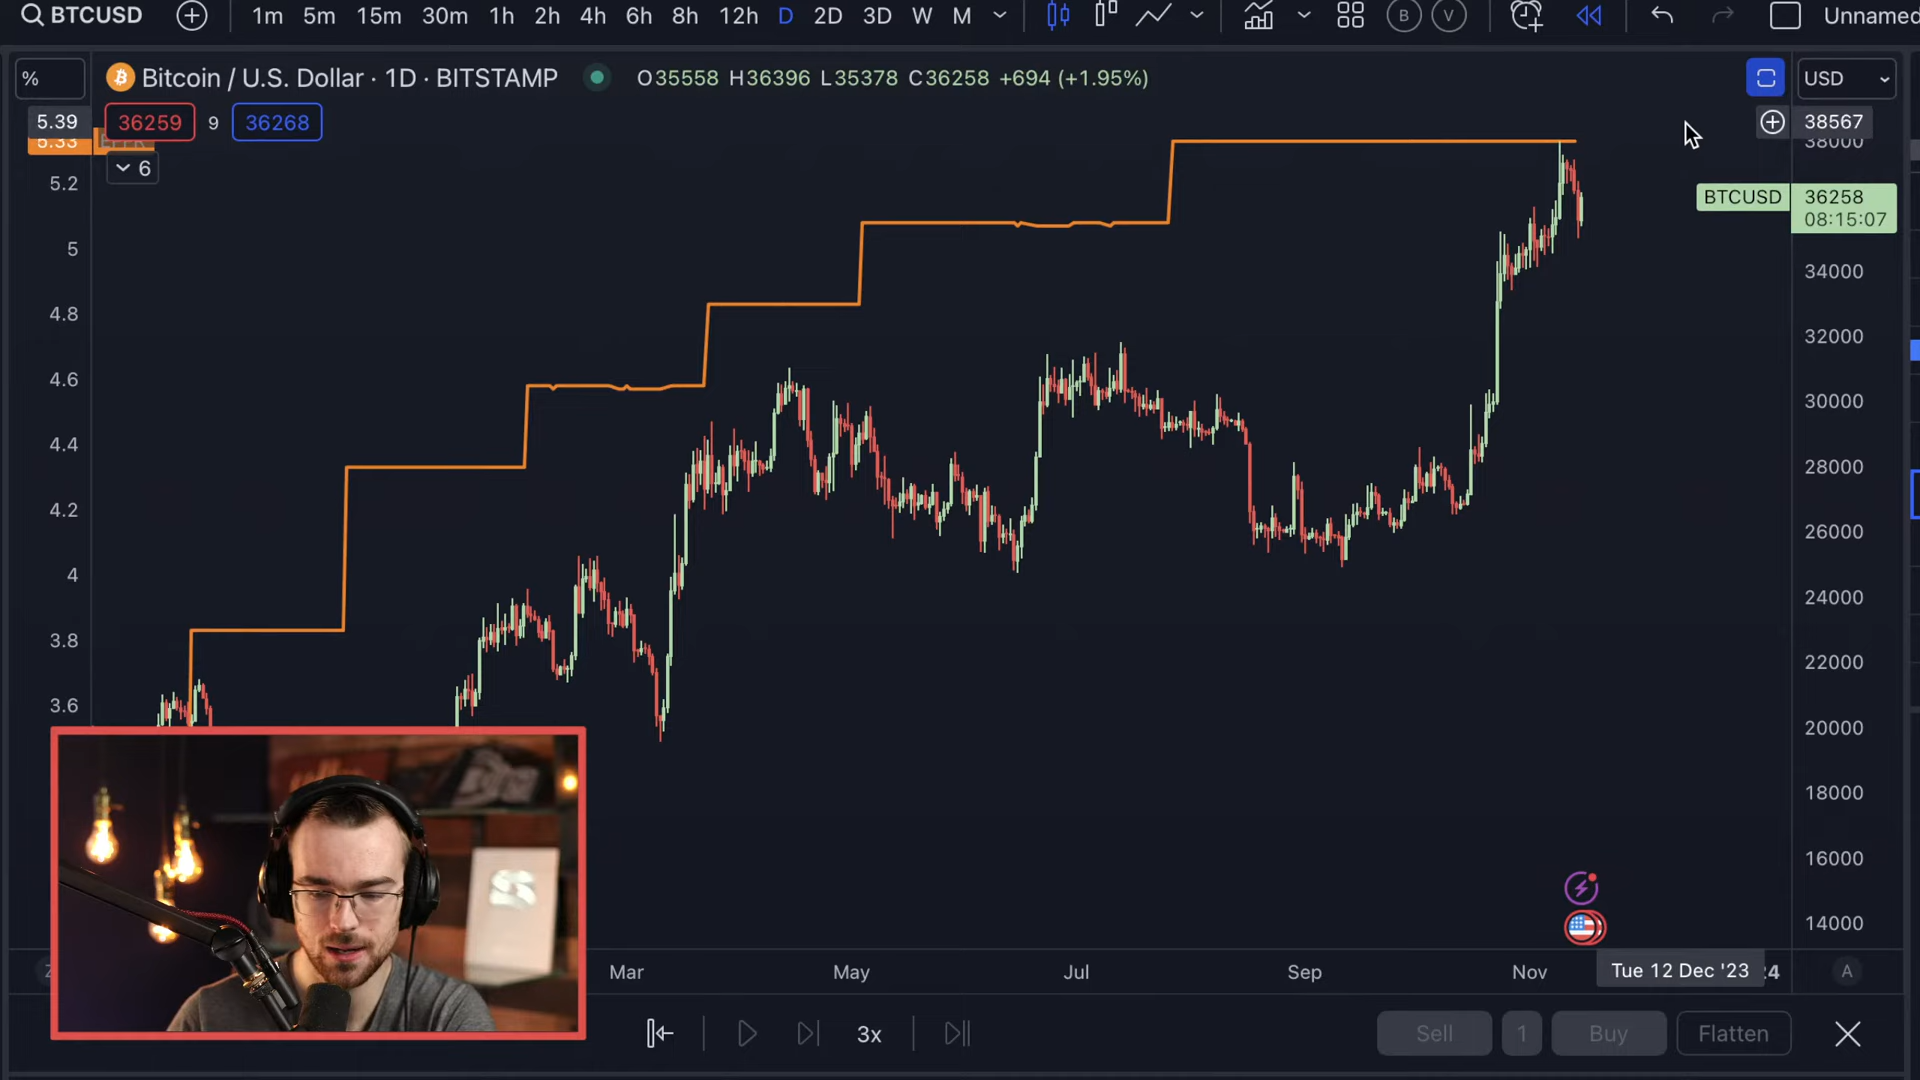 BTCUSD 1m 5m 15m 30m 1h 2h 4h 6h 8h 12h D 2D 3D W M B V Unnamed
% Bitcoin / U.S. Dollar · 1D · BITSTAMP O35558 H36396 L35378 C36258 +694 (+1.95%) USD
5.39 36259 9 36268 38567
5.33 38000
6
5.2 BTCUSD 36258
08:15:07
5 34000
4.8 32000
4.6 30000
4.4 28000
4.2 26000
4 24000
3.8 22000
3.6 20000
18000
16000
14000
Mar May Jul Sep Nov Tue 12 Dec '23 A
3x Sell 1 Buy Flatten